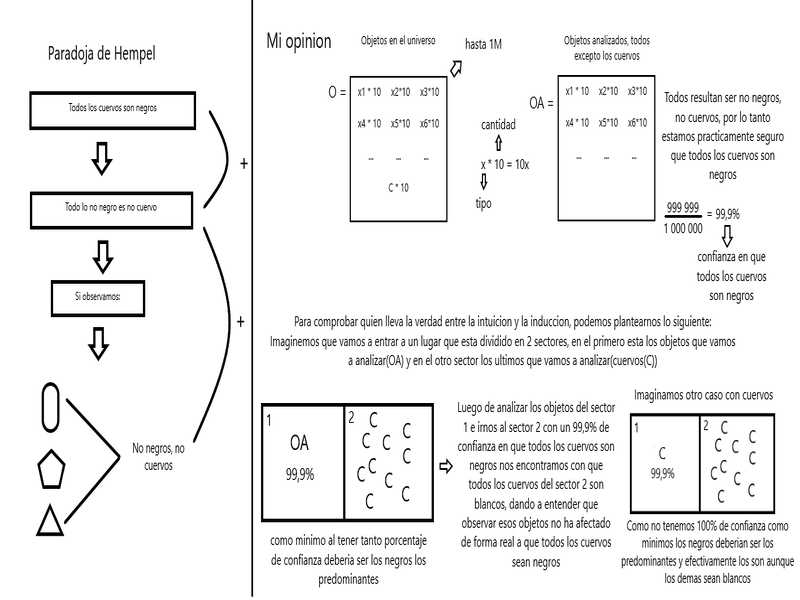 Paradoja de Hempel
Todos los cuervos son negros
Todo lo no negro es no cuervo
Si observamos:
No negros, no
cuervos
+
+
Mi opinion
Objetos en el universo
hasta 1M
O =
x1 * 10 x2*10 x3*10
x4 * 10 x5*10 x6*10
... ... ...
C * 10
cantidad
x * 10 = 10x
tipo
Objetos analizados, todos
excepto los cuervos
OA =
x1 * 10 x2*10 x3*10
x4 * 10 x5*10 x6*10
... ... ...
Todos resultan ser no negros,
no cuervos, por lo tanto
estamos practicamente seguro
que todos los cuervos son
negros
999 999
1 000 000
= 99,9%
confianza en que
todos los cuervos
son negros
Para comprobar quien lleva la verdad entre la intuicion y la induccion, podemos plantearnos lo siguiente:
Imaginemos que vamos a entrar a un lugar que esta dividido en 2 sectores, en el primero esta los objetos que vamos
a analizar(OA) y en el otro sector los ultimos que vamos a analizar(cuervos(C))
1
OA
99,9%
2
C
C
C
C
C
C
C
C
C
C
como minimo al tener tanto porcentaje
de confianza deberia ser los negros los
predominantes
Luego de analizar los objetos del sector
1 e irnos al sector 2 con un 99,9% de
confianza en que todos los cuervos son
negros nos encontramos con que
todos los cuervos del sector 2 son
blancos, dando a entender que
observar esos objetos no ha afectado
de forma real a que todos los cuervos
sean negros
Imaginamos otro caso con cuervos
1
C
99,9%
2
C
C
C
C
C
C
C
C
C
C
Como no tenemos 100% de confianza como
minimos los negros deberian ser los
predominantes y efectivamente los son aunque
los demas sean blancos